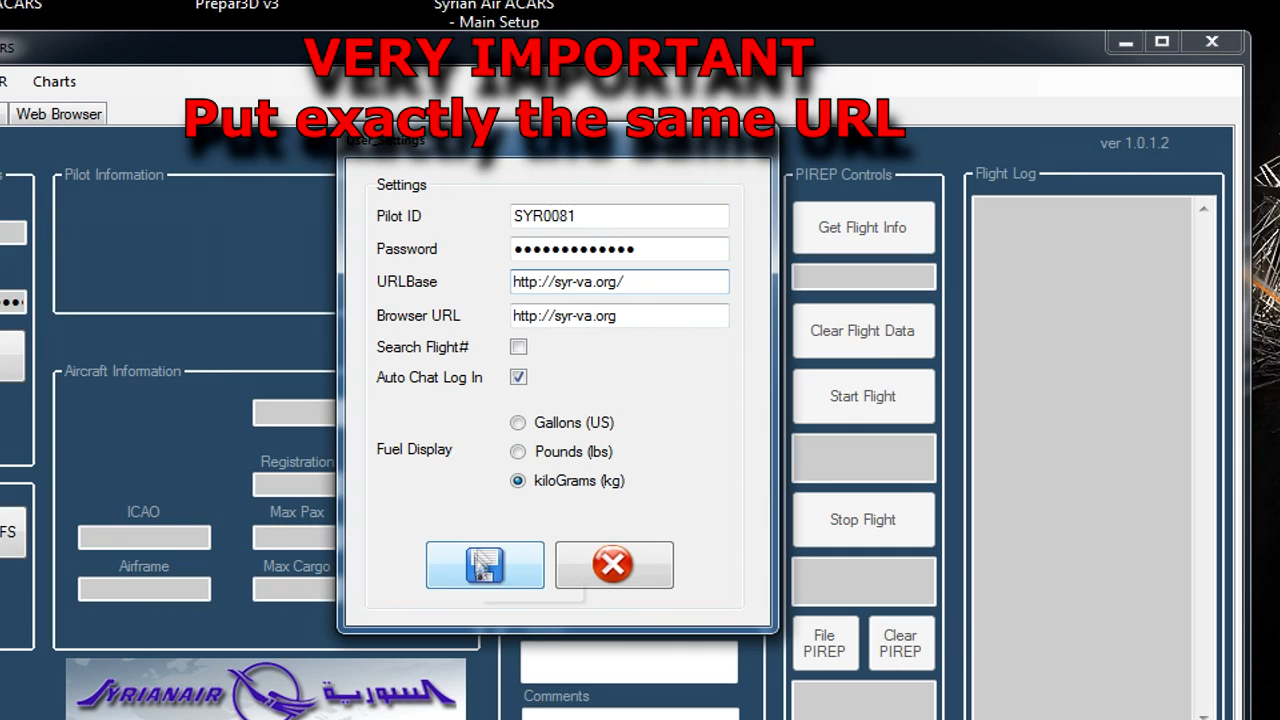 ACARS
Prepar3D v3
Syrian Air ACARS
- Main Setup
RS
VERY IMPORTANT
Put exactly the same URL
R
Charts
Web Browser
User_Settings
ver 1.0.1.2
Pilot Information
Settings
Pilot ID
SYR0081
Password
●●●●●●●●●●●●●
URLBase
http://syr-va.org/
Browser URL
http://syr-va.org
Search Flight#
Auto Chat Log In
Fuel Display
Gallons (US)
Pounds (lbs)
kiloGrams (kg)
PIREP Controls
Get Flight Info
Clear Flight Data
Start Flight
Stop Flight
File
PIREP
Clear
PIREP
Flight Log
Aircraft Information
Registration
ICAO
Max Pax
Airframe
Max Cargo
FS
Comments
SYRIANAIR
السورية